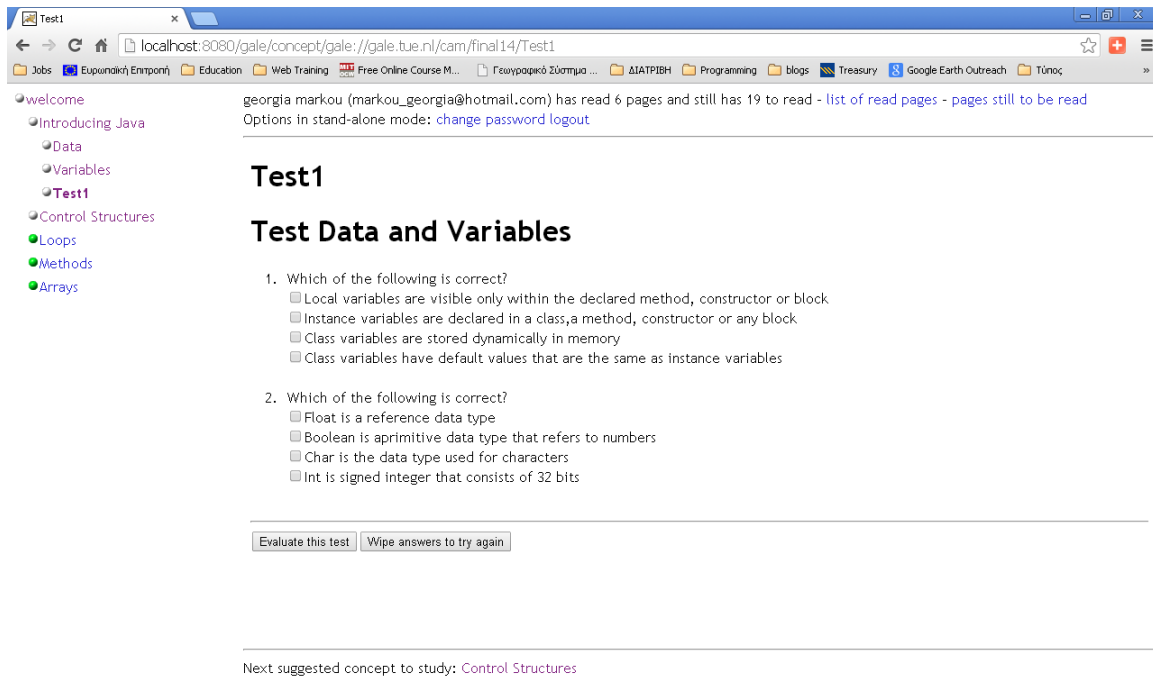 Test1
localhost:8080/gale/concept/gale://gale.tue.nl/cam/final14/Test1
Jobs Ευρωπαϊκή Επιτροπή Education Web Training Free Online Course M... Γεωγραφικό Σύστημα ... ΔΙΑΤΡΙΒΗ Programming blogs Treasury Google Earth Outreach Τύπος »
welcome
Introducing Java
Data
Variables
Test1
Control Structures
Loops
Methods
Arrays
georgia markou (markou_georgia@hotmail.com) has read 6 pages and still has 19 to read - list of read pages - pages still to be read
Options in stand-alone mode: change password logout
Test1
Test Data and Variables
1. Which of the following is correct?
Local variables are visible only within the declared method, constructor or block
Instance variables are declared in a class,a method, constructor or any block
Class variables are stored dynamically in memory
Class variables have default values that are the same as instance variables
2. Which of the following is correct?
Float is a reference data type
Boolean is aprimitive data type that refers to numbers
Char is the data type used for characters
Int is signed integer that consists of 32 bits
Evaluate this test Wipe answers to try again
Next suggested concept to study: Control Structures